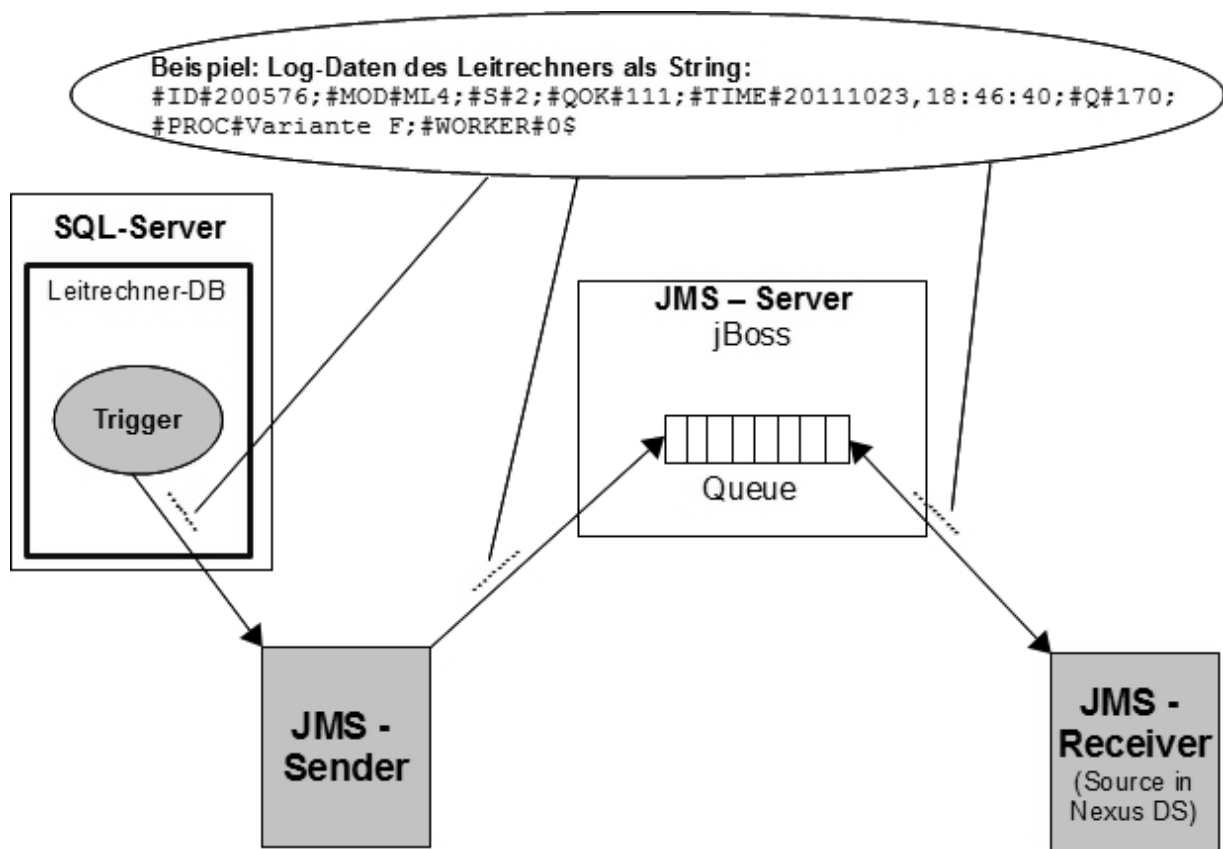 Beispiel: Log-Daten des Leitrechners als String:
#ID#200576;#MOD#ML4;#S#2;#QOK#111;#TIME#20111023,18:46:40;#Q#170;
#PROC#Variante F;#WORKER#0$
SQL-Server
Leitrechner-DB
Trigger
JMS – Server
jBoss
Queue
JMS -
Sender
JMS -
Receiver
(Source in
Nexus DS)